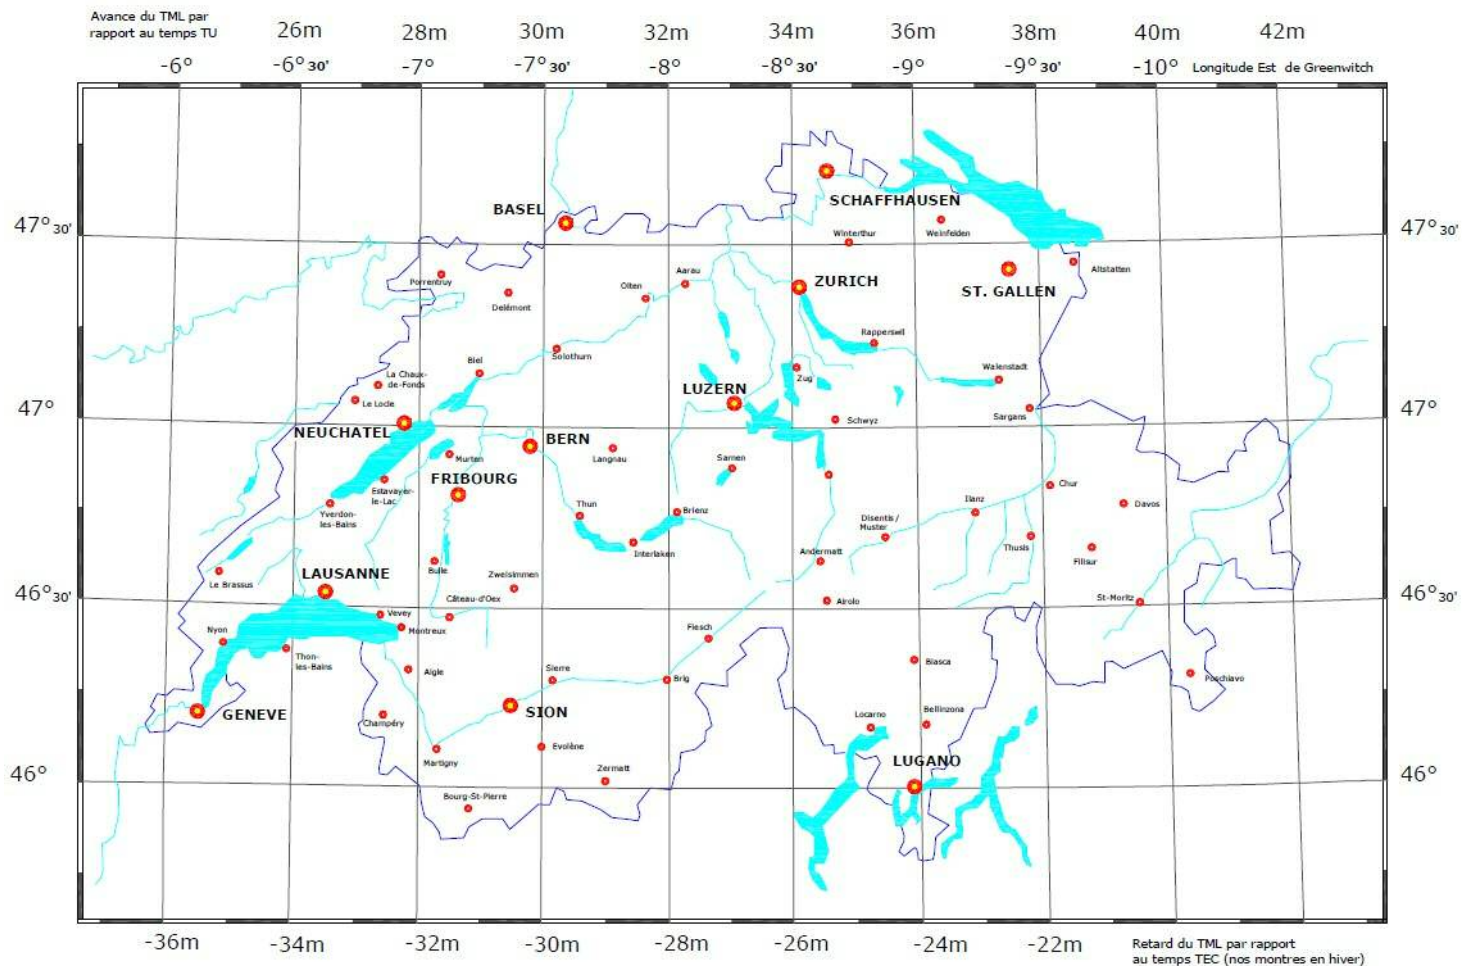 Avance du TML par
rapport au temps TU
26m 28m 30m 32m 34m 36m 38m 40m 42m
-6° -6° 30' -7° -7° 30' -8° -8° 30' -9° -9° 30' -10° Longitude Est de Greenwitch
SCHAFFHAUSEN
BASEL
47° 30'
47° 30'
Winterthur
Weinfelden
Porrentruy
Delémont
Olten
Aarau
ZURICH
ST. GALLEN
Altstatten
Solothurn
Rapperswil
Biel
La Chaux-
de-Fonds
Le Locle
LUZERN
Zug
Walenstadt
Sargans
47°
47°
NEUCHATEL
BERN
Schwyz
Langnau
Murten
FRIBOURG
Estavayer-
le-Lac
Yverdon-
les-Bains
Sarnen
Thun
Brienz
Interlaken
Disentis /
Muster
Ilanz
Chur
Davos
Thusis
Filisur
Andermatt
Le Brassus
LAUSANNE
Bulle
Zweisimmen
Câteau-d'Oex
46° 30'
46° 30'
Airolo
St-Moritz
Vevey
Montreux
Nyon
Thon-
les-Bains
Fiesch
Aigle
Sierre
Brig
Biasca
Poschiavo
GENEVE
Champéry
SION
Locarno
Bellinzona
Martigny
Evolène
LUGANO
46°
46°
Zermatt
Bourg-St-Pierre
-36m -34m -32m -30m -28m -26m -24m -22m
Retard du TML par rapport
au temps TEC (nos montres en hiver)